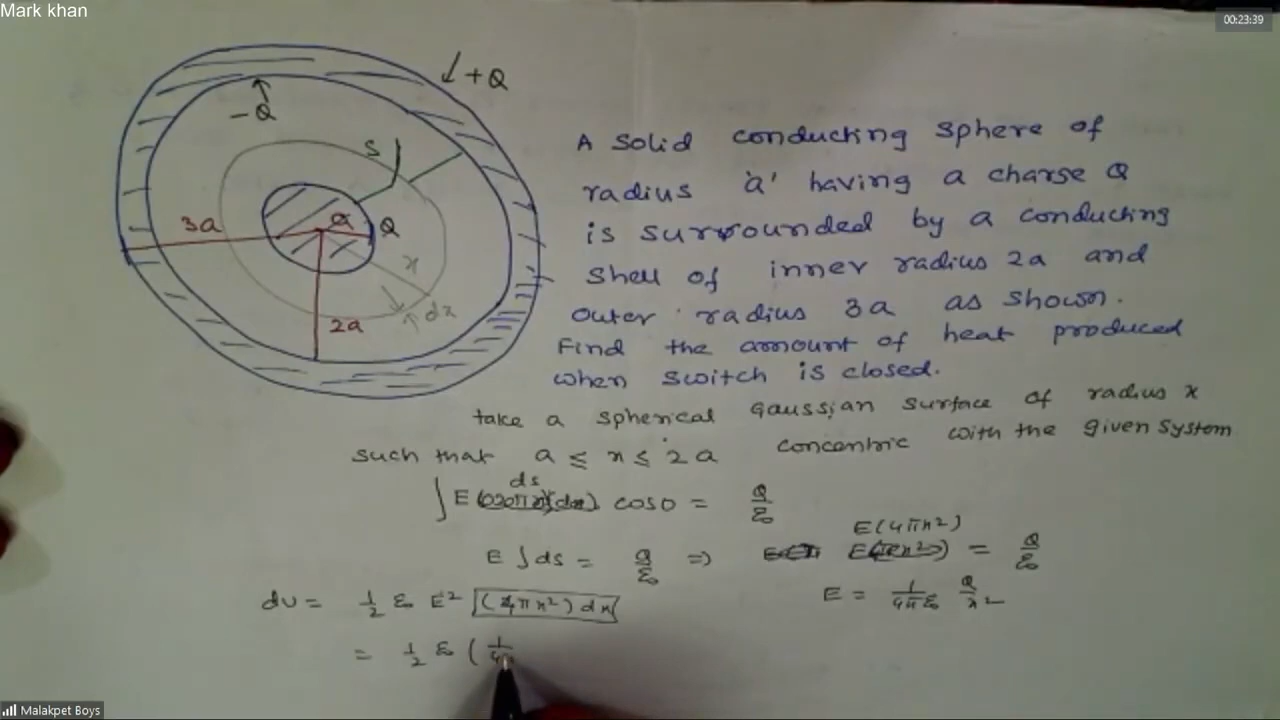 Mark khan
00:23:39
+Q
-Q
S
3a
a
Q
x
dx
2a
A solid conducting sphere of
radius 'a' having a charse Q
is surrounded by a conducting
shell of inner radius 2a and
outer radius 3a as shown.
Find the amount of heat produced
when switch is closed.
take a spherical Gaussian surface of radius x
such that a ≤ x ≤ 2a concentric with the given system
∫ E ds cos0 = Q/ε₀
E ∫ds = Q/ε₀ ⇒ E(4πx²) = Q/ε₀
dU = 1/2 ε₀ E² (4πx²) dx
E = 1/4πε₀ Q/x²
= 1/2 ε₀ ( 1/4π
Malakpet Boys